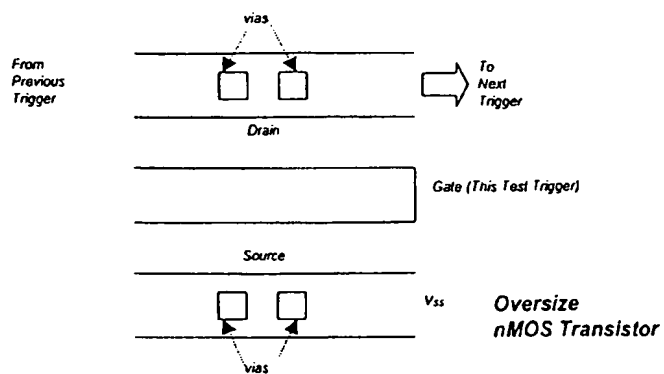 vias
From
Previous
Trigger
To
Next
Trigger
Drain
Gate (This Test Trigger)
Source
Vss
Oversize
nMOS Transistor
vias